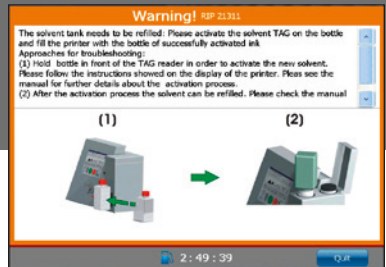 Warning! RIP 21311
The solvent tank needs to be refilled: Please activate the solvent TAG on the bottle
and fill the printer with the bottle of successfully activated ink
Approaches for troubleshooting:
(1) Hold bottle in front of the TAG reader in order to activate the new solvent.
Please follow the instructions showed on the display of the printer. Pleas see the
manual for further details about the activation process.
(2) After the activation process the solvent can be refilled. Please check the manual
(1) (2)
2 : 49 : 39
Quit